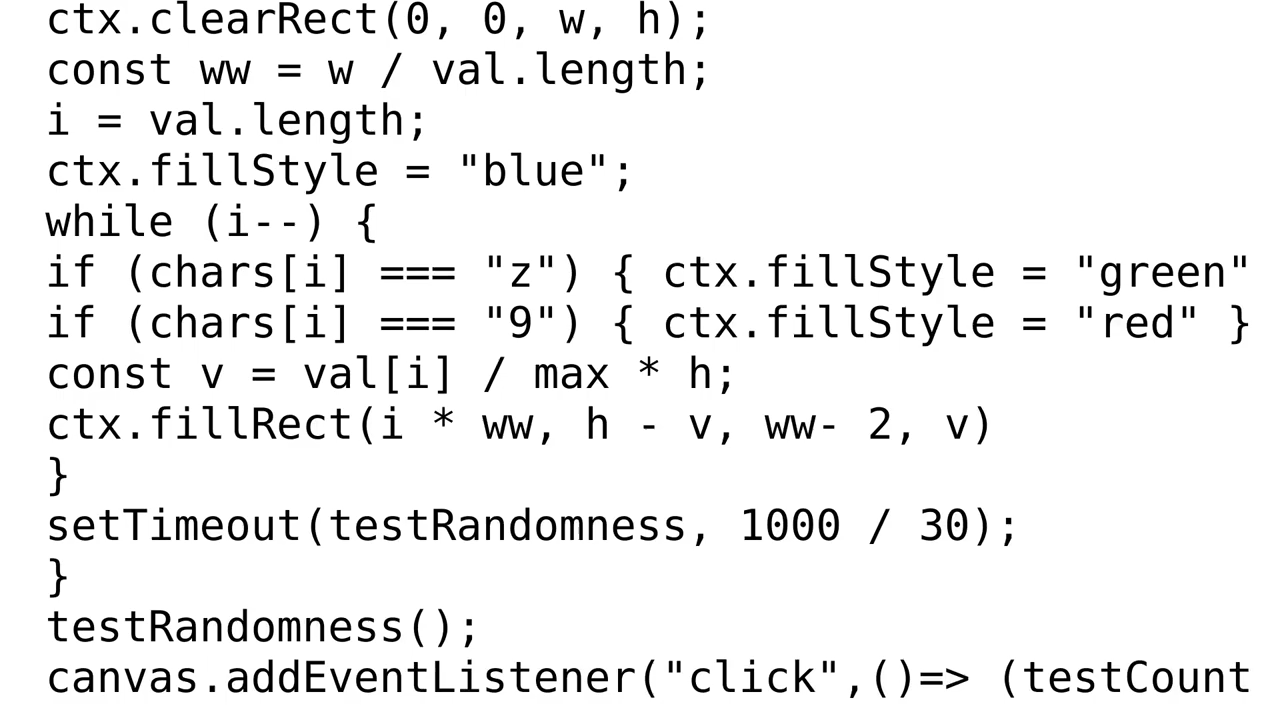 ctx.clearRect(0, 0, w, h);
const ww = w / val.length;
i = val.length;
ctx.fillStyle = "blue";
while (i--) {
if (chars[i] === "z") { ctx.fillStyle = "green"
if (chars[i] === "9") { ctx.fillStyle = "red" }
const v = val[i] / max * h;
ctx.fillRect(i * ww, h - v, ww- 2, v)
}
setTimeout(testRandomness, 1000 / 30);
}
testRandomness();
canvas.addEventListener("click",()=> (testCount